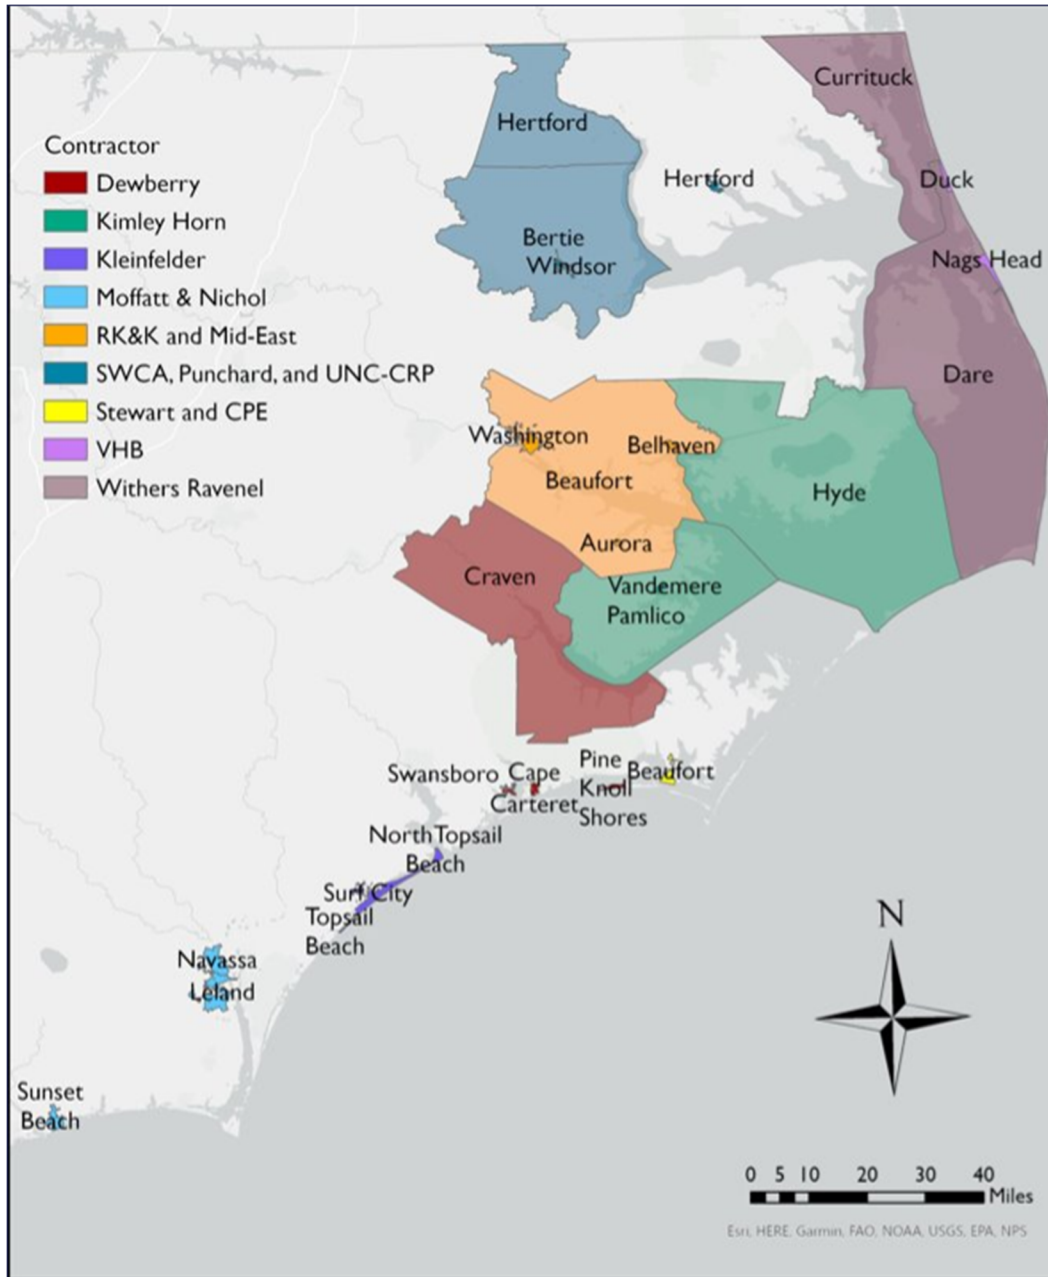 Currituck
Hertford
Contractor
Dewberry
Kimley Horn
Kleinfelder
Moffatt & Nichol
RK&K and Mid-East
SWCA, Punchard, and UNC-CRP
Stewart and CPE
VHB
Withers Ravenel
Hertford
Duck
Bertie
Windsor
Nags Head
Dare
Washington
Belhaven
Beaufort
Hyde
Aurora
Craven
Vandemere
Pamlico
Swansboro
Cape
Carteret
Pine
Knoll
Shores
Beaufort
North Topsail
Beach
Surf City
Topsail
Beach
Navassa
Leland
Sunset
Beach
N
0 5 10 20 30 40
Miles
Esri, HERE, Garmin, FAO, NOAA, USGS, EPA, NPS